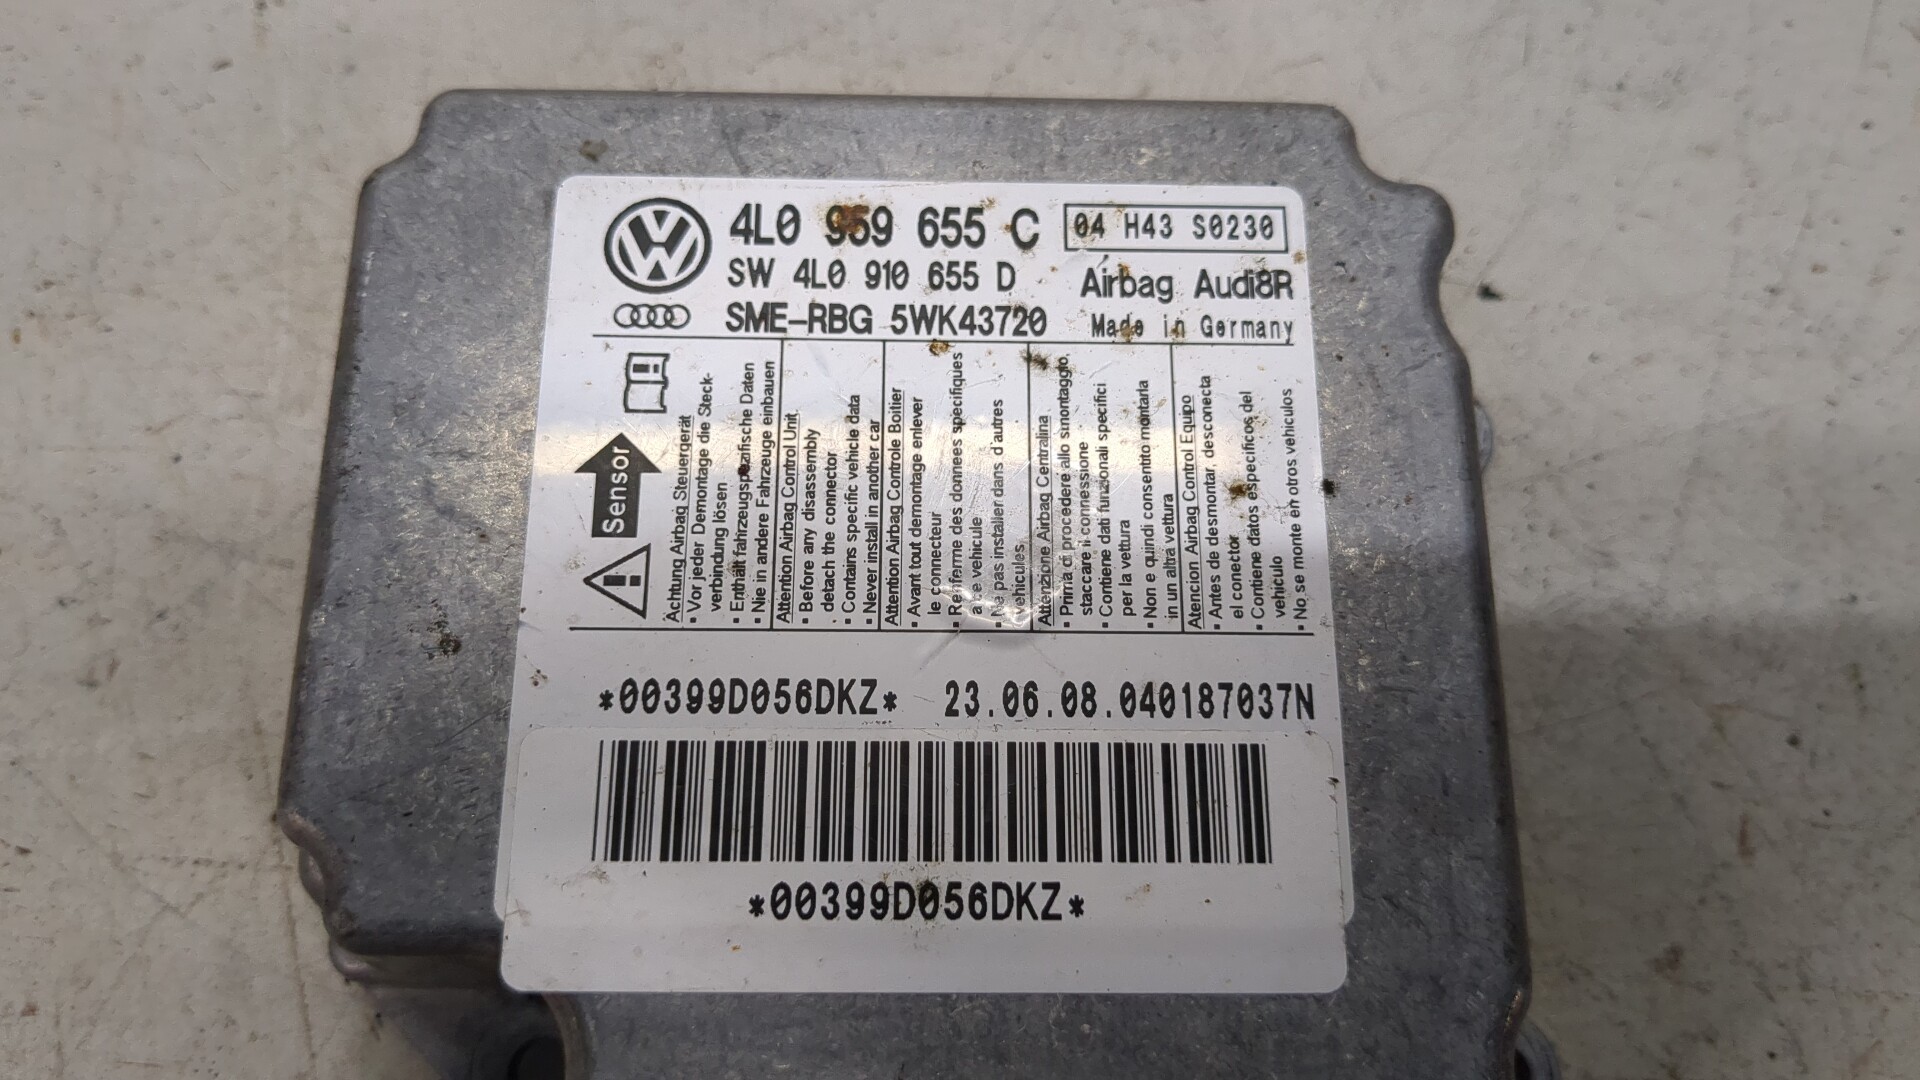 4L0 959 655 C 04 H43 S0230
SW 4L0 910 655 D Airbag Audi8R
SME-RBG 5WK43720 Made in Germany
Sensor
Achtung Airbag Steuergerät
▪ Vor jeder Demontage die Steck-
verbindung lösen
▪ Enthält fahrzeugspezifische Daten
▪ Nie in andere Fahrzeuge einbauen
Attention Airbag Control Unit
▪ Before any disassembly
detach the connector
▪ Contains specific vehicle data
▪ Never install in another car
Attention Airbag Controle Boitier
▪ Avant tout demontage enlever
le connecteur
▪ Renferme des donnees specifiques
a ce vehicule
▪ Ne pas installer dans d'autres
vehicules
Attenzione Airbag Centralina
▪ Prima di procedere allo smontaggio,
staccare il connessione
▪ Contiene dati funzionali specifici
per la vettura
▪ Non e quindi consentito montarla
in un altra vettura
Atencion Airbag Control Equipo
▪ Antes de desmontar, desconecta
el conector
▪ Contiene datos especificos del
vehiculo
▪ No se monte en otros vehiculos
*00399D056DKZ* 23.06.08.040187037N
*00399D056DKZ*